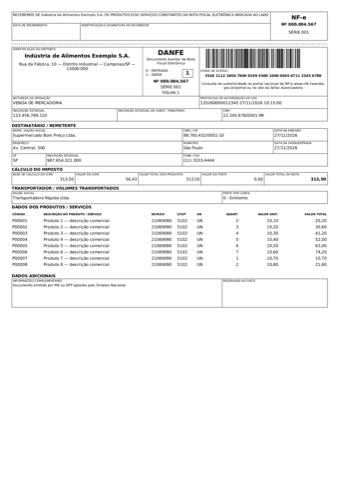 RECEBEMOS DE Indústria de Alimentos Exemplo S.A. OS PRODUTOS E/OU SERVIÇOS CONSTANTES DA NOTA FISCAL ELETRÔNICA INDICADA AO LADO
DATA DE RECEBIMENTO
IDENTIFICAÇÃO E ASSINATURA DO RECEBEDOR
NF-e
Nº 000.004.567
SÉRIE 001
IDENTIFICAÇÃO DO EMITENTE
Indústria de Alimentos Exemplo S.A.
Rua da Fábrica, 10 — Distrito Industrial — Campinas/SP —
13000-000
DANFE
Documento Auxiliar da Nota
Fiscal Eletrônica
0 - ENTRADA
1 - SAÍDA
1
Nº 000.004.567
SÉRIE 001
FOLHA 1
CHAVE DE ACESSO
Consulta de autenticidade no portal nacional da NF-e www.nfe.fazenda.
gov.br/portal ou no site da Sefaz Autorizadora
NATUREZA DA OPERAÇÃO
VENDA DE MERCADORIA
PROTOCOLO DE AUTORIZAÇÃO DE USO
27/11/2026 10:15:00
INSCRIÇÃO ESTADUAL
123.456.789.110
INSCRIÇÃO ESTADUAL DO SUBST. TRIBUTÁRIO
CNPJ
12.345.678/0001-99
DESTINATÁRIO / REMETENTE
NOME / RAZÃO SOCIAL
Supermercado Bom Preço Ltda.
CNPJ / CPF
98.765.432/0001-10
DATA DA EMISSÃO
27/11/2026
ENDEREÇO
Av. Central, 500
MUNICÍPIO
São Paulo
DATA DA SAÍDA/ENTRADA
27/11/2026
UF
SP
INSCRIÇÃO ESTADUAL
987.654.321.000
FONE / FAX
(11) 3333-4444
CÁLCULO DO IMPOSTO
BASE DE CÁLCULO DO ICMS
313,50
VALOR DO ICMS
56,43
VALOR TOTAL DOS PRODUTOS
313,50
VALOR DO FRETE
0,00
VALOR TOTAL DA NOTA
313,50
TRANSPORTADOR / VOLUMES TRANSPORTADOS
RAZÃO SOCIAL
Transportadora Rápida Ltda.
FRETE POR CONTA
0 - Emitente
DADOS DOS PRODUTOS / SERVIÇOS
CÓDIGO DESCRIÇÃO DO PRODUTO / SERVIÇO NCM/SH CFOP UN QUANT. VALOR UNIT. VALOR TOTAL
P00001 Produto 1 — descrição comercial 21069090 5102 UN 2 10,10 20,20
P00002 Produto 2 — descrição comercial 21069090 5102 UN 3 10,20 30,60
P00003 Produto 3 — descrição comercial 21069090 5102 UN 4 10,30 41,20
P00004 Produto 4 — descrição comercial 21069090 5102 UN 5 10,40 52,00
P00005 Produto 5 — descrição comercial 21069090 5102 UN 6 10,50 63,00
P00006 Produto 6 — descrição comercial 21069090 5102 UN 7 10,60 74,20
P00007 Produto 7 — descrição comercial 21069090 5102 UN 1 10,70 10,70
P00008 Produto 8 — descrição comercial 21069090 5102 UN 2 10,80 21,60
DADOS ADICIONAIS
INFORMAÇÕES COMPLEMENTARES
Documento emitido por ME ou EPP optante pelo Simples Nacional.
RESERVADO AO FISCO